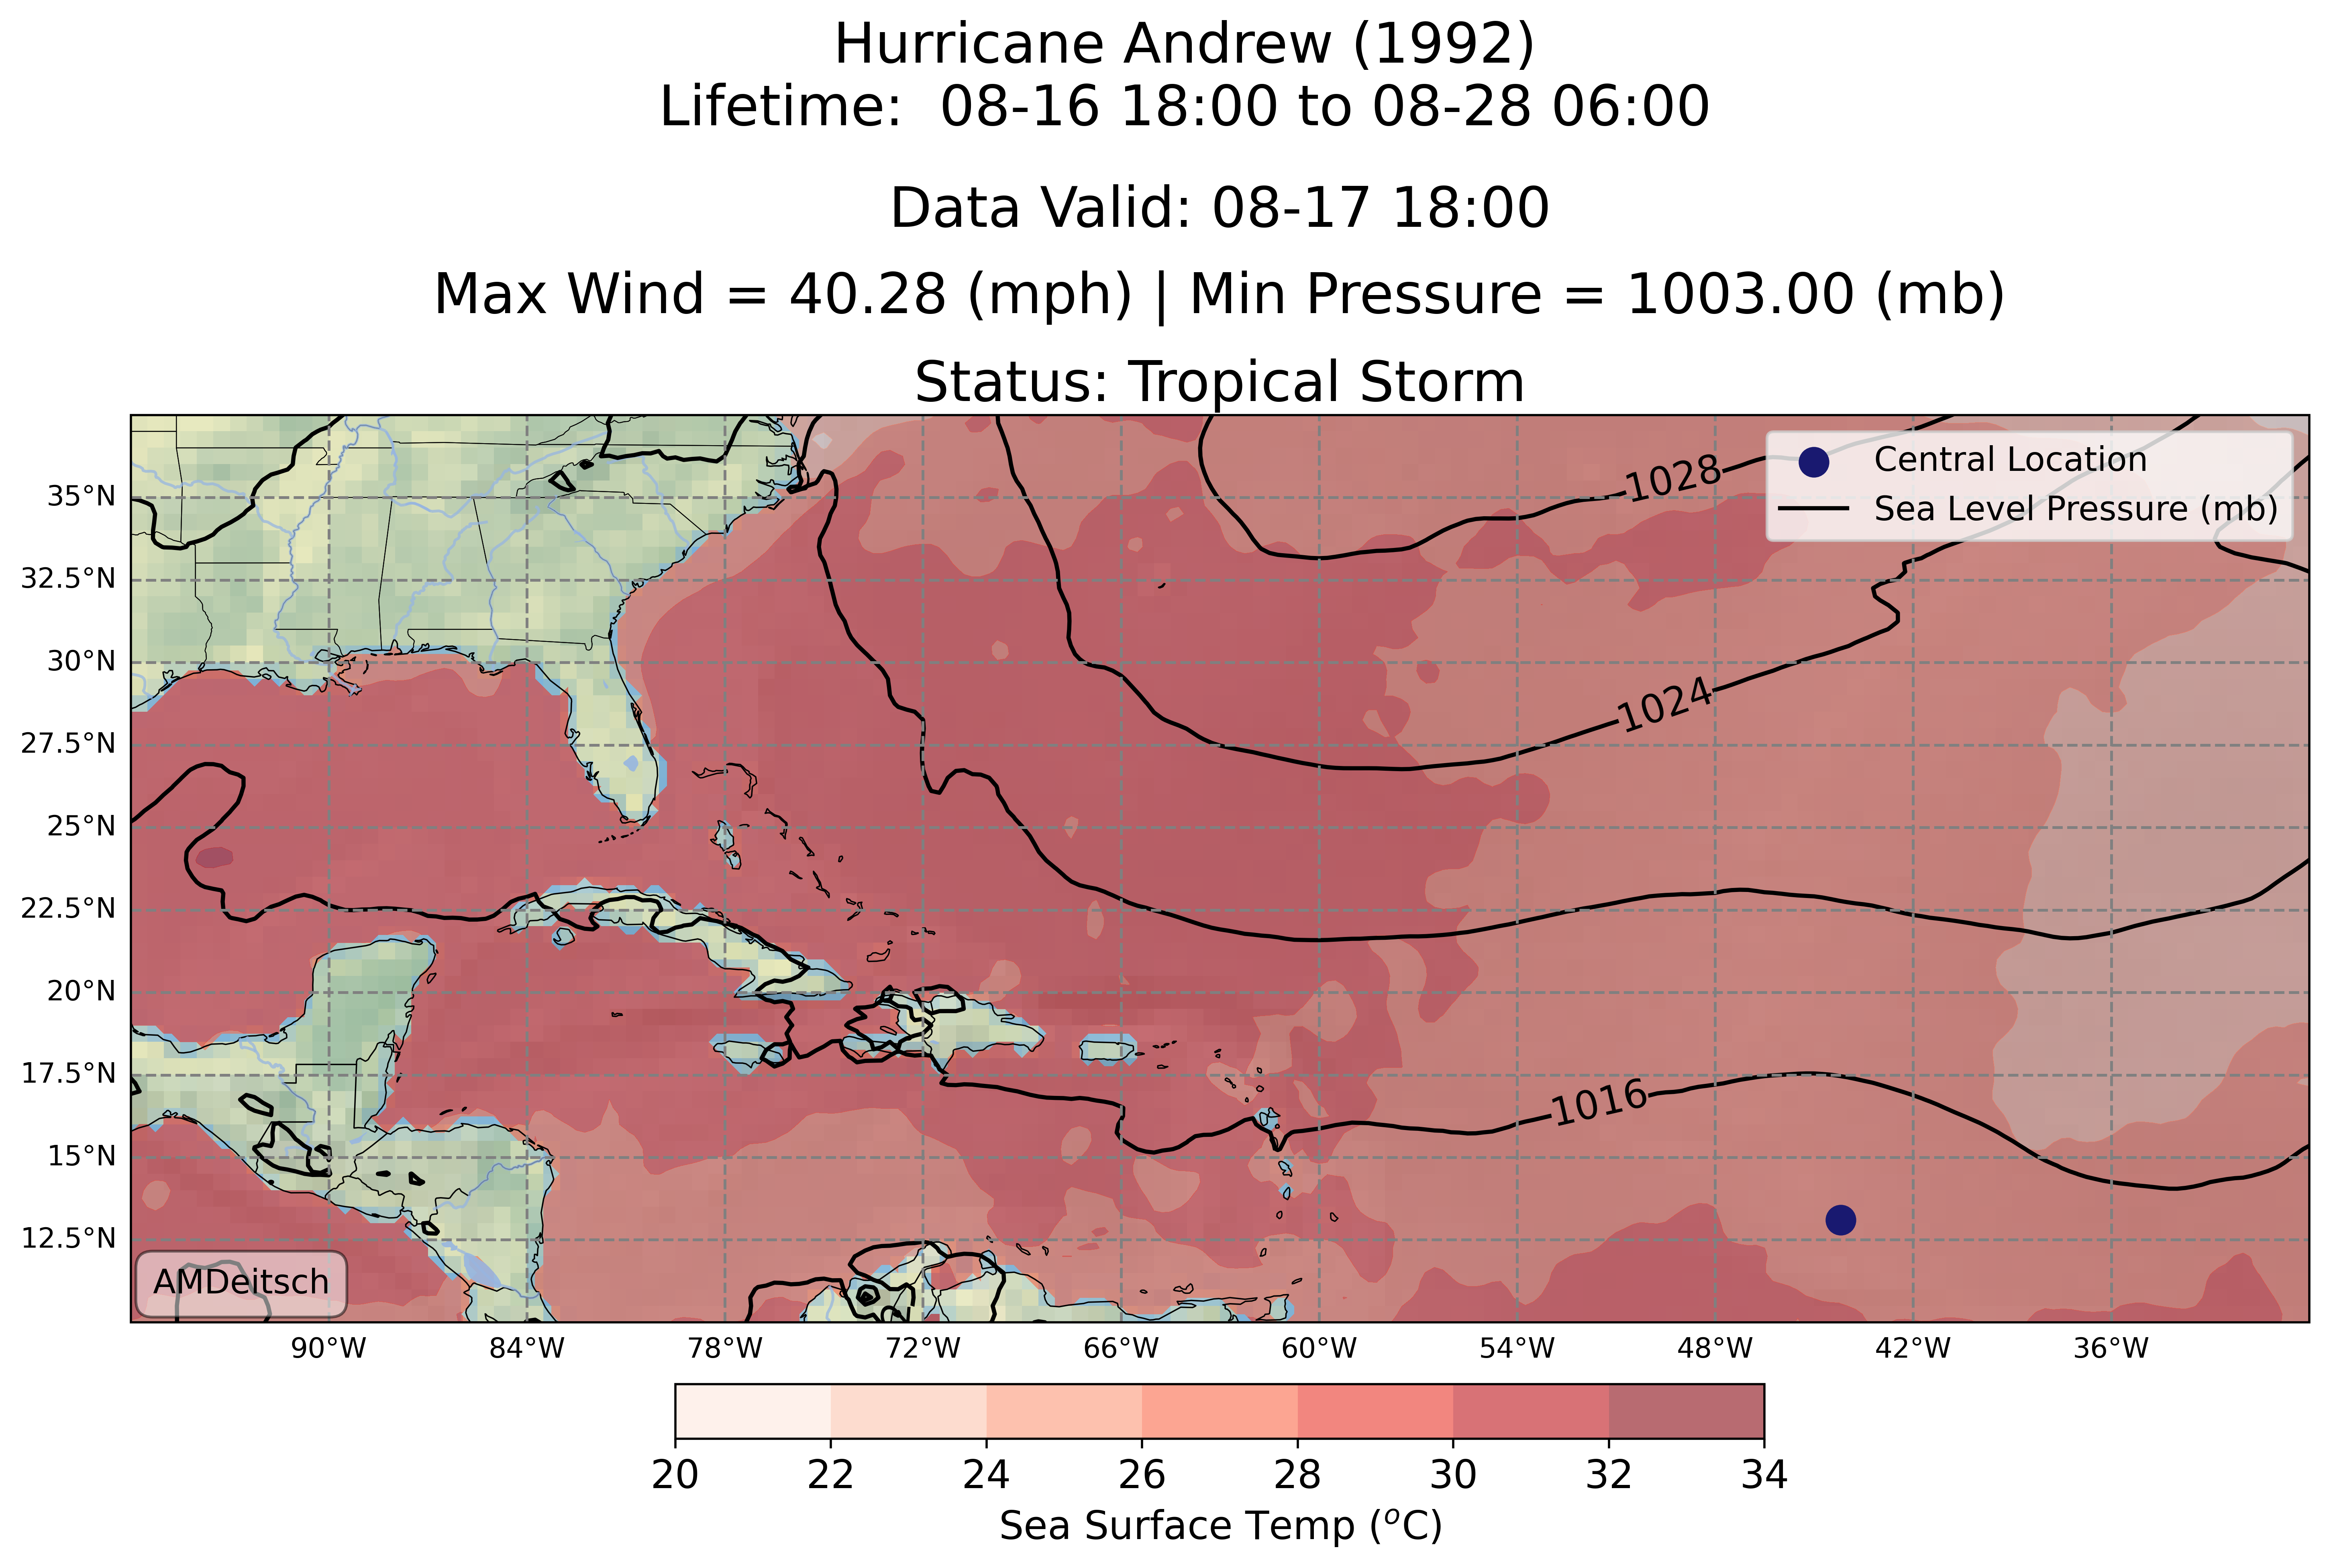 Hurricane Andrew (1992)
Lifetime:  08-16 18:00 to 08-28 06:00
Data Valid: 08-17 18:00
Max Wind = 40.28 (mph) | Min Pressure = 1003.00 (mb)
Status: Tropical Storm
Central Location
Sea Level Pressure (mb)
1028
1024
1016
35°N
32.5°N
30°N
27.5°N
25°N
22.5°N
20°N
17.5°N
15°N
12.5°N
AMDeitsch
90°W 84°W 78°W 72°W 66°W 60°W 54°W 48°W 42°W 36°W
20 22 24 26 28 30 32 34
Sea Surface Temp (°C)